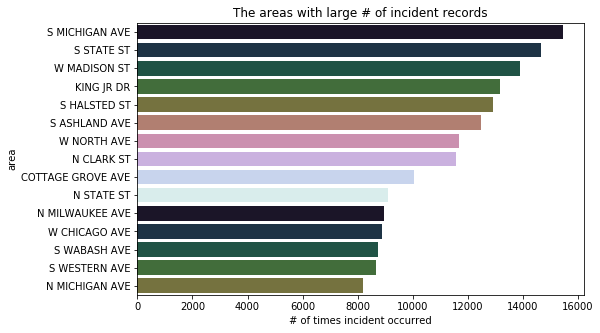 The areas with large # of incident records
S MICHIGAN AVE
S STATE ST
W MADISON ST
KING JR DR
S HALSTED ST
S ASHLAND AVE
W NORTH AVE
N CLARK ST
COTTAGE GROVE AVE
N STATE ST
N MILWAUKEE AVE
W CHICAGO AVE
S WABASH AVE
S WESTERN AVE
N MICHIGAN AVE
area
0 2000 4000 6000 8000 10000 12000 14000 16000
# of times incident occurred